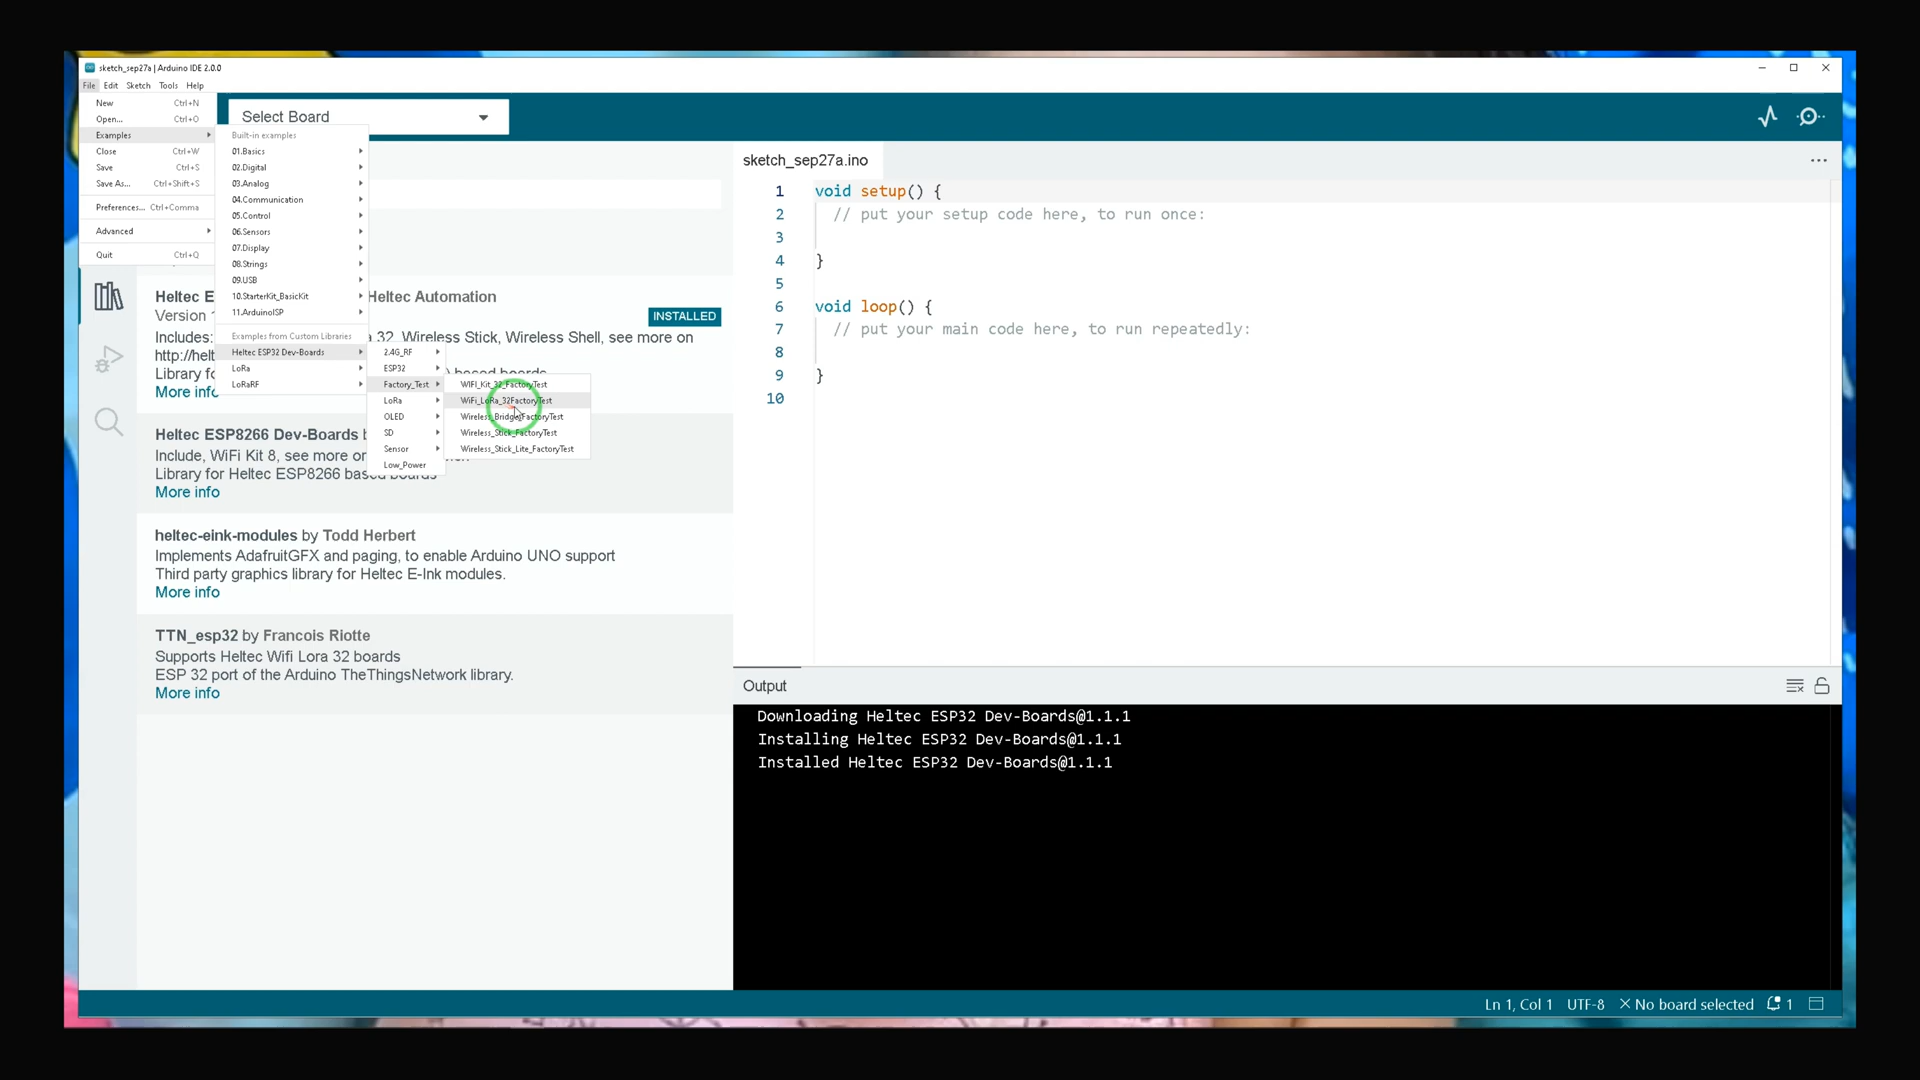 sketch_sep27a | Arduino IDE 2.0.0
File Edit Sketch Tools Help
New Ctrl+N
Open... Ctrl+O
Examples
Close Ctrl+W
Save Ctrl+S
Save As... Ctrl+Shift+S
Preferences... Ctrl+Comma
Advanced
Quit Ctrl+Q
Select Board
Built-in examples
01.Basics
02.Digital
03.Analog
04.Communication
05.Control
06.Sensors
07.Display
08.Strings
09.USB
10.StarterKit_BasicKit
11.ArduinoISP
Examples from Custom Libraries
Heltec ESP32 Dev-Boards
LoRa
LoRaRF
2.4G_RF
ESP32
Factory_Test
LoRa
OLED
SD
Sensor
Low_Power
WIFI_Kit_32_FactoryTest
WiFi_LoRa_32FactoryTest
Wireless_Bridge_FactoryTest
Wireless_Stick_FactoryTest
Wireless_Stick_Lite_FactoryTest
Heltec E Heltec Automation
Version
INSTALLED
Includes: 32, Wireless Stick, Wireless Shell, see more on
http://helt
Library f based boards
More info
Heltec ESP8266 Dev-Boards
Include, WiFi Kit 8, see more on
Library for Heltec ESP8266 based boards
More info
heltec-eink-modules by Todd Herbert
Implements AdafruitGFX and paging, to enable Arduino UNO support
Third party graphics library for Heltec E-Ink modules.
More info
TTN_esp32 by Francois Riotte
Supports Heltec Wifi Lora 32 boards
ESP 32 port of the Arduino TheThingsNetwork library.
More info
sketch_sep27a.ino
1 void setup() {
2 // put your setup code here, to run once:
3
4 }
5
6 void loop() {
7 // put your main code here, to run repeatedly:
8
9 }
10
Output
Downloading Heltec ESP32 Dev-Boards@1.1.1
Installing Heltec ESP32 Dev-Boards@1.1.1
Installed Heltec ESP32 Dev-Boards@1.1.1
Ln 1, Col 1 UTF-8 No board selected 1